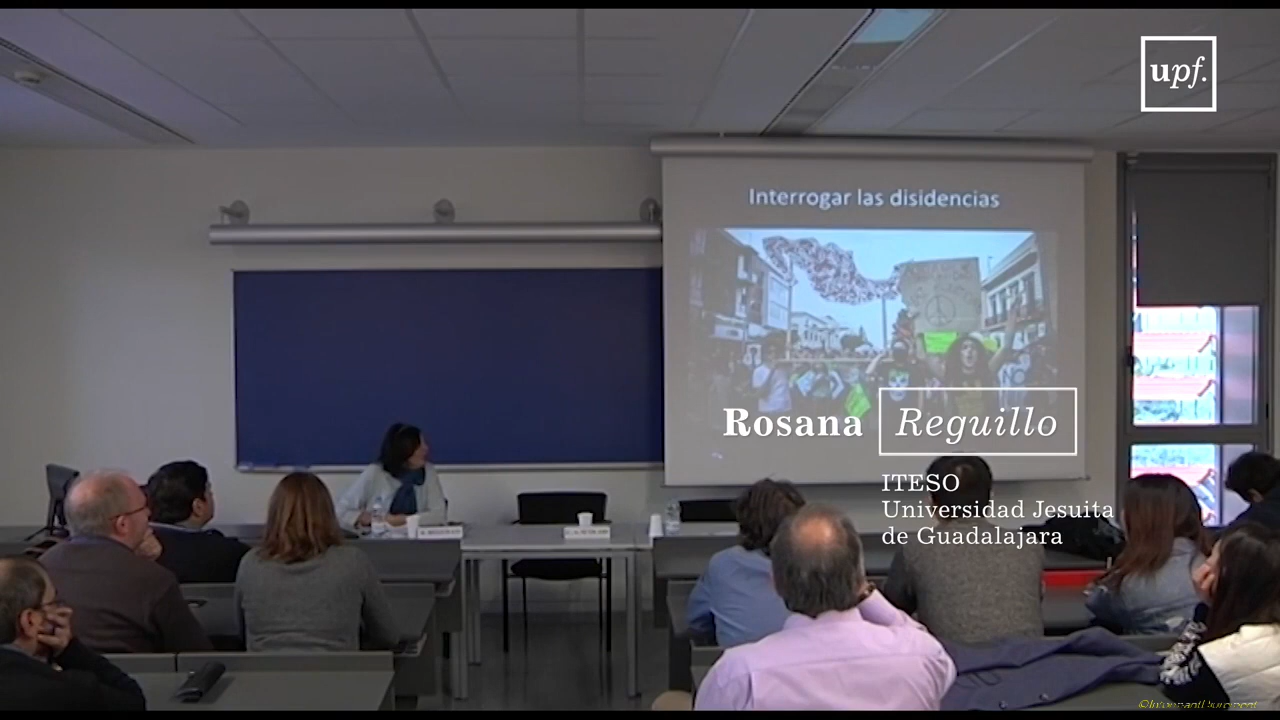 upf.
Interrogar las disidencias
Rosana Reguillo
ITESO
Universidad Jesuita
de Guadalajara